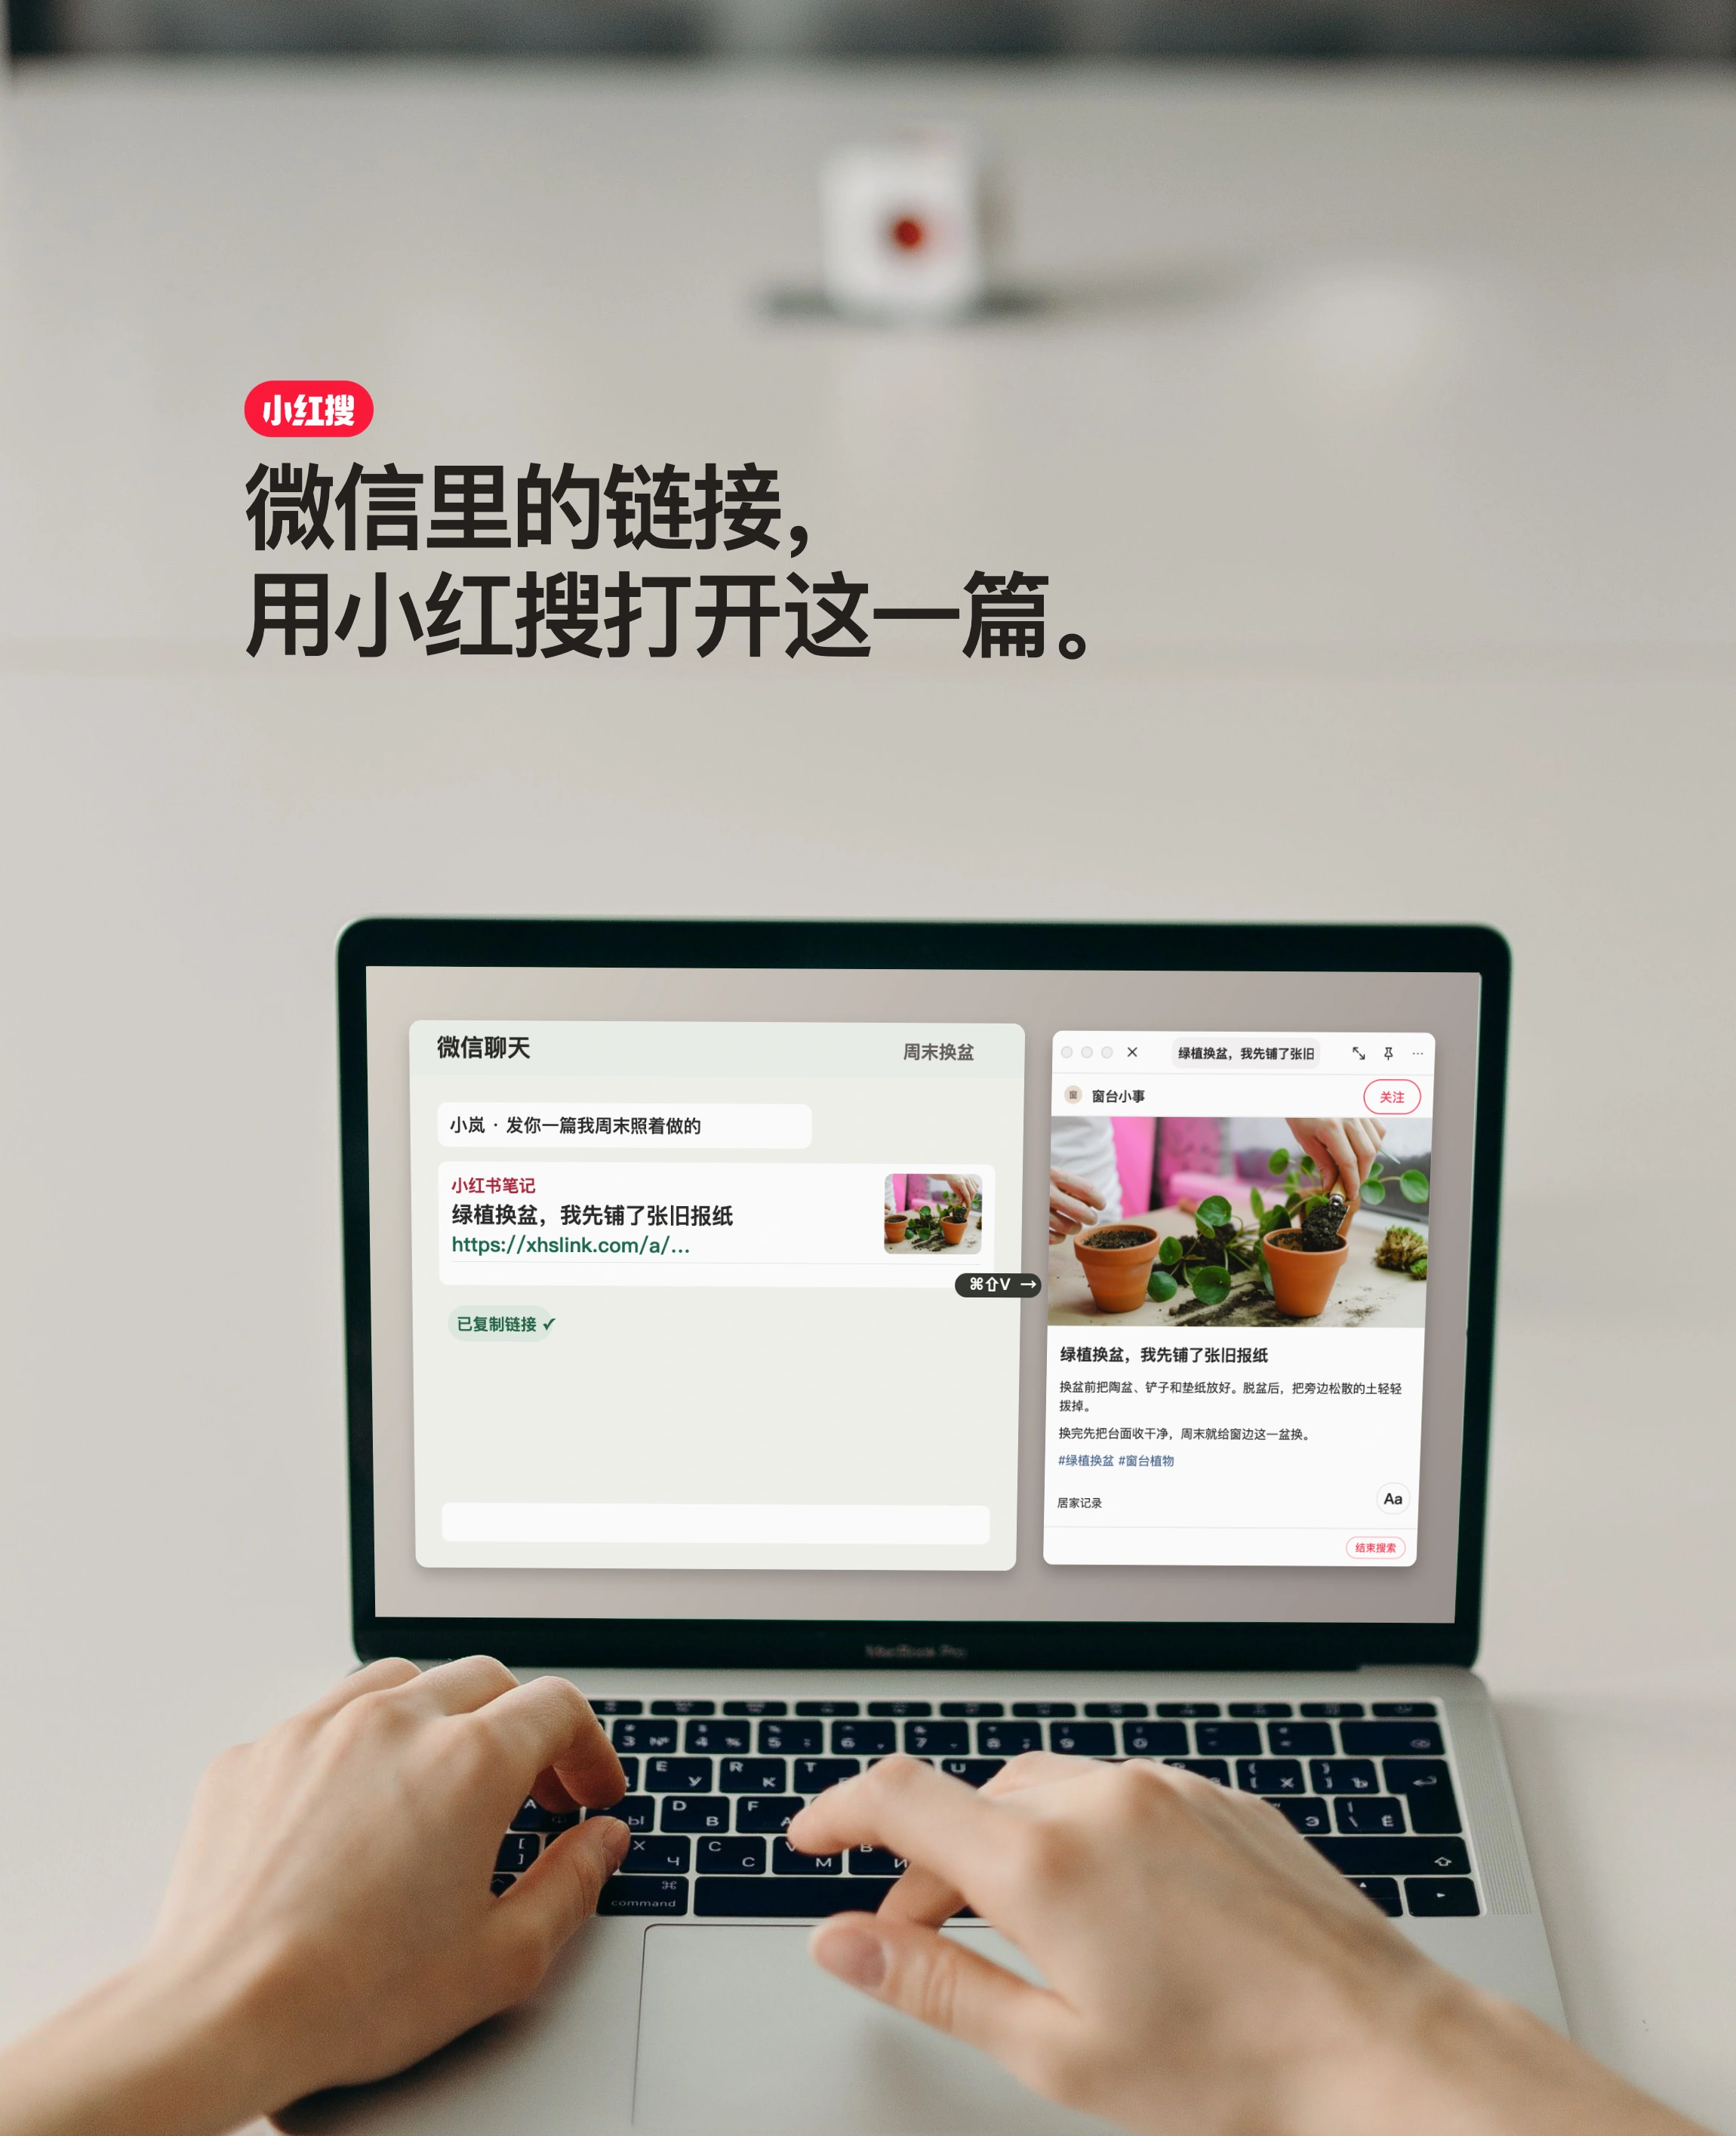 小红搜
微信里的链接，
用小红搜打开这一篇。
微信聊天
周末换盆
小岚 · 发你一篇我周末照着做的
小红书笔记
绿植换盆，我先铺了张旧报纸
https://xhslink.com/a/...
已复制链接 ✓
⌘⇧V →
绿植换盆，我先铺了张旧
窗
窗台小事
关注
绿植换盆，我先铺了张旧报纸
换盆前把陶盆、铲子和垫纸放好。脱盆后，把旁边松散的土轻轻
拨掉。
换完先把台面收干净，周末就给窗边这一盆换。
#绿植换盆 #窗台植物
居家记录
Aa
结束搜索
MacBook Pro
E У R К T U
A Ы D В F
X Ч C С М
⌘
command